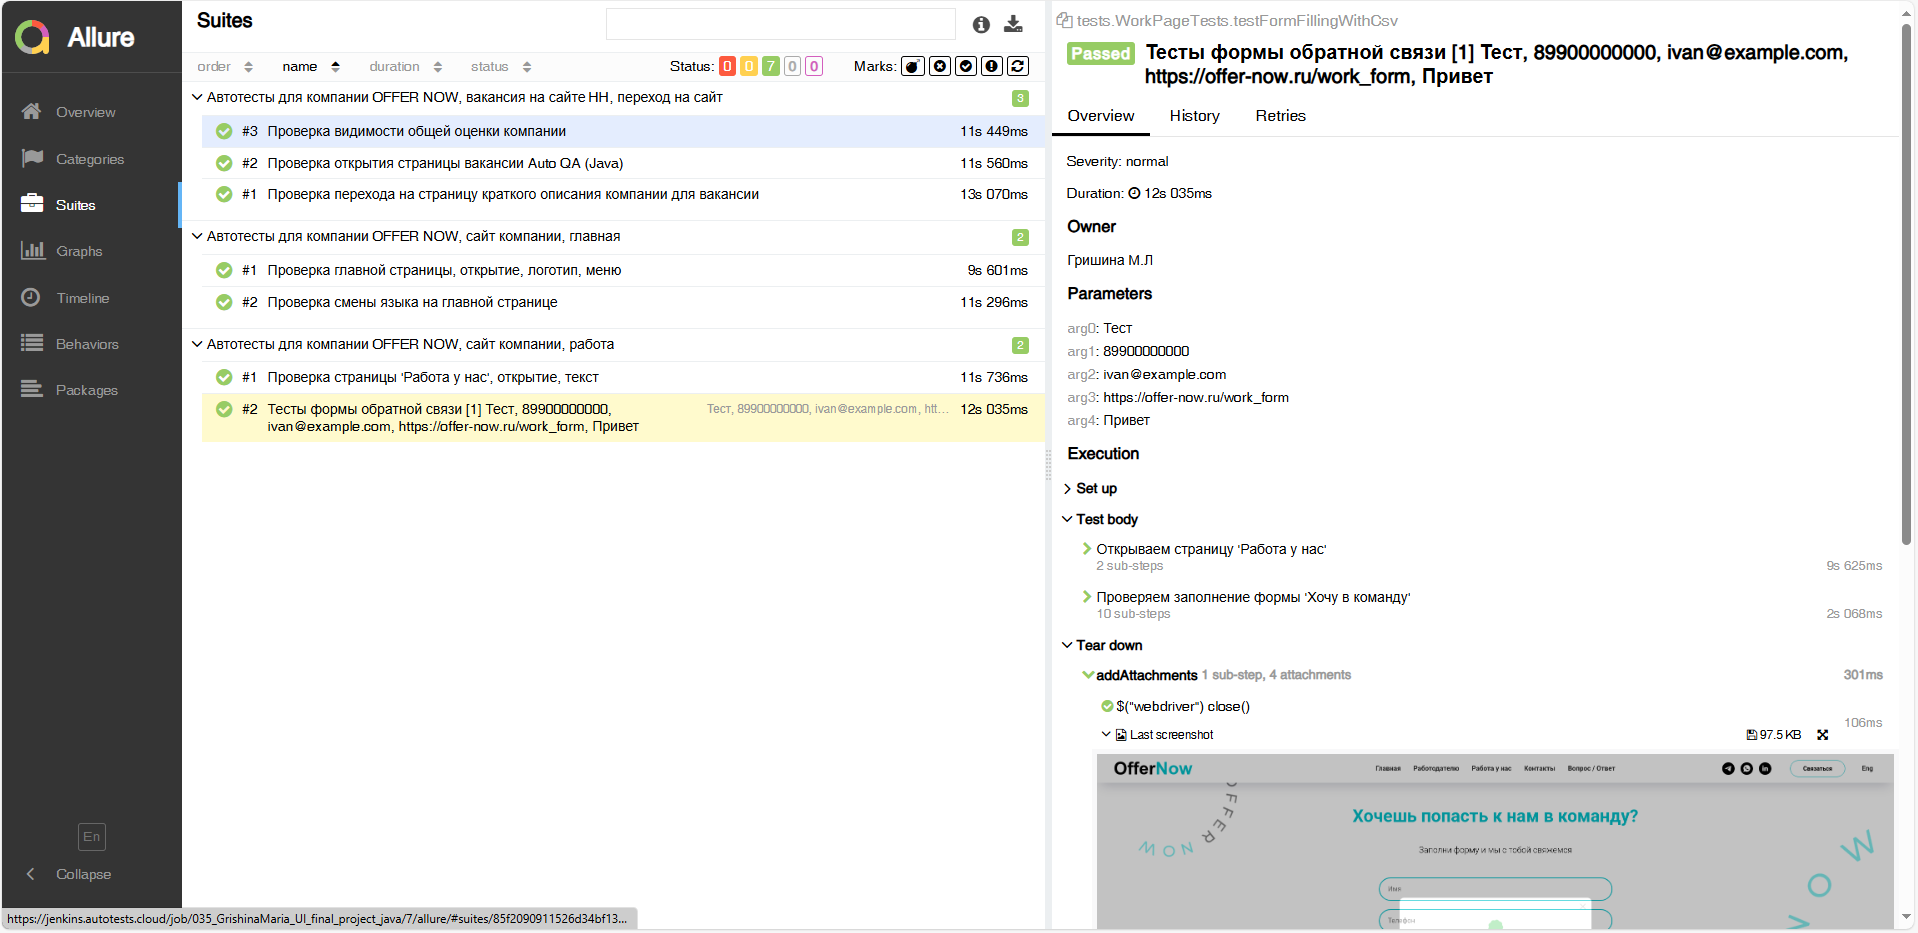 Allure
Overview
Categories
Suites
Graphs
Timeline
Behaviors
Packages
En
Collapse
Suites
order name duration status Status: 0 0 7 0 0 Marks:
Автотесты для компании OFFER NOW, вакансия на сайте HH, переход на сайт 3
#3 Проверка видимости общей оценки компании 11s 449ms
#2 Проверка открытия страницы вакансии Auto QA (Java) 11s 560ms
#1 Проверка перехода на страницу краткого описания компании для вакансии 13s 070ms
Автотесты для компании OFFER NOW, сайт компании, главная 2
#1 Проверка главной страницы, открытие, логотип, меню 9s 601ms
#2 Проверка смены языка на главной странице 11s 296ms
Автотесты для компании OFFER NOW, сайт компании, работа 2
#1 Проверка страницы 'Работа у нас', открытие, текст 11s 736ms
#2 Тесты формы обратной связи [1] Тест, 89900000000, Тест, 89900000000, ivan@example.com, htt... 12s 035ms
ivan@example.com, https://offer-now.ru/work_form, Привет
tests.WorkPageTests.testFormFillingWithCsv
Passed Тесты формы обратной связи [1] Тест, 89900000000, ivan@example.com,
https://offer-now.ru/work_form, Привет
Overview History Retries
Severity: normal
Duration: 12s 035ms
Owner
Гришина М.Л
Parameters
arg0: Тест
arg1: 89900000000
arg2: ivan@example.com
arg3: https://offer-now.ru/work_form
arg4: Привет
Execution
Set up
Test body
Открываем страницу 'Работа у нас'
2 sub-steps 9s 625ms
Проверяем заполнение формы 'Хочу в команду'
10 sub-steps 2s 068ms
Tear down
addAttachments 1 sub-step, 4 attachments 301ms
$("webdriver") close()
106ms
Last screenshot 97.5 KB
OfferNow Главная Работодателю Работа у нас Контакты Вопрос / Ответ in Связаться Eng
OFFER NOW
Хочешь попасть к нам в команду?
Заполни форму и мы с тобой свяжемся
Имя
Телефон
W O V
https://jenkins.autotests.cloud/job/035_GrishinaMaria_UI_final_project_java/7/allure/#suites/85f2090911526d34bf13...